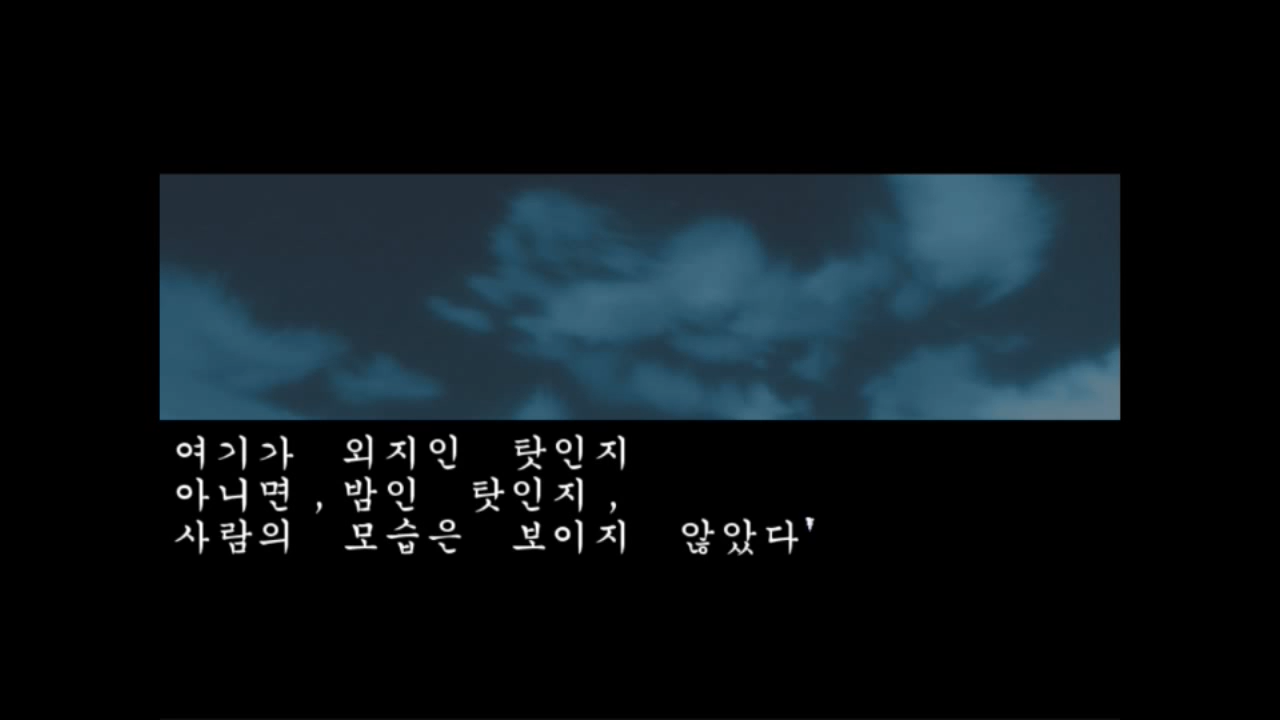 여기가 외지인 탓인지
아니면, 밤인 탓인지,
사람의 모습은 보이지 않았다